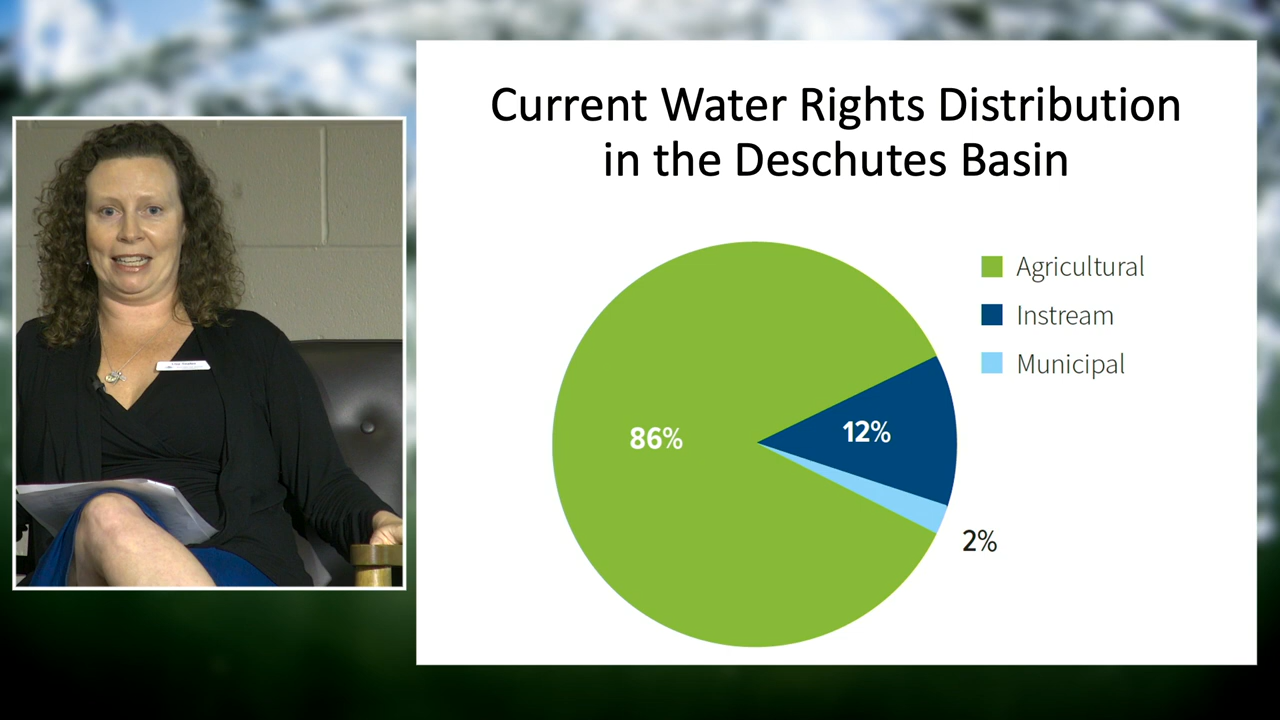 Current Water Rights Distribution
in the Deschutes Basin
Agricultural
Instream
Municipal
86%
12%
2%